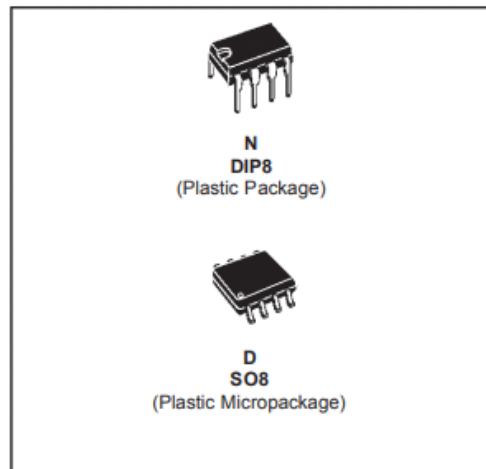 N
DIP8
(Plastic Package)
D
SO8
(Plastic Micropackage)